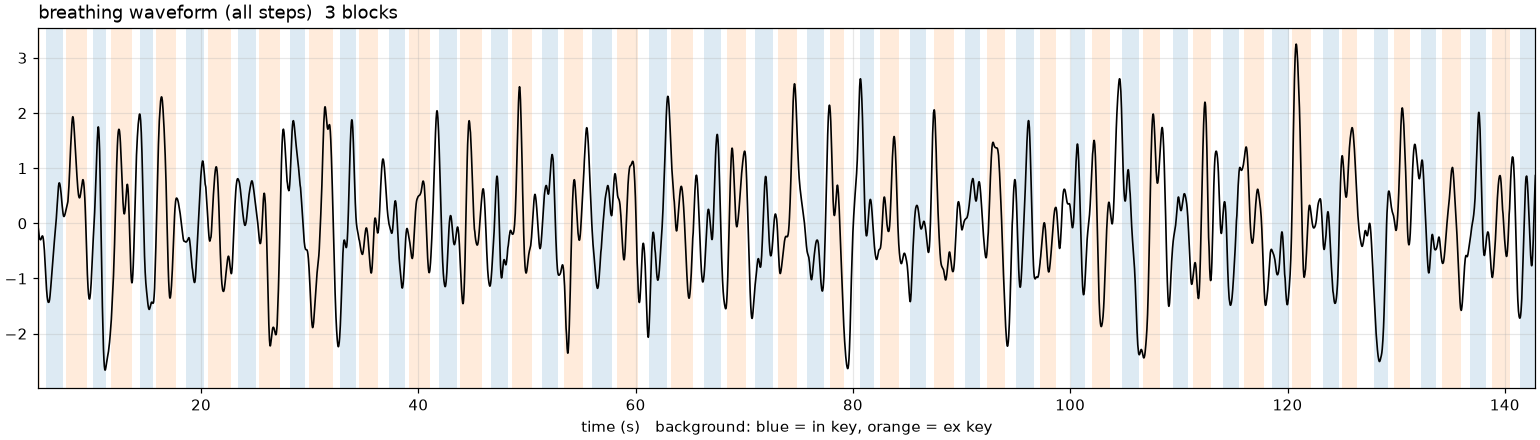 breathing waveform (all steps)  3 blocks
3
2
1
0
−1
−2
20 40 60 80 100 120 140
time (s)   background: blue = in key, orange = ex key